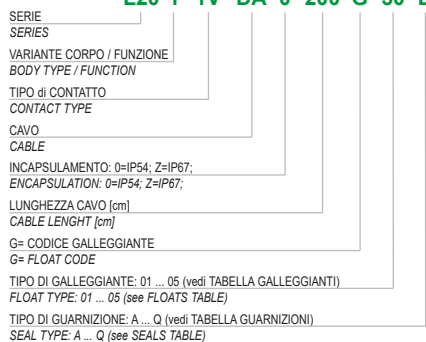 SERIE
SERIES
VARIANTE CORPO / FUNZIONE
BODY TYPE / FUNCTION
TIPO di CONTATTO
CONTACT TYPE
CAVO
CABLE
INCAPSULAMENTO: 0=IP54; Z=IP67;
ENCAPSULATION: 0=IP54; Z=IP67;
LUNGHEZZA CAVO [cm]
CABLE LENGHT [cm]
G= CODICE GALLEGGIANTE
G= FLOAT CODE
TIPO DI GALLEGGIANTE: 01 ... 05 (vedi TABELLA GALLEGGIANTI)
FLOAT TYPE: 01 ... 05 (see FLOATS TABLE)
TIPO DI GUARNIZIONE: A ... Q (vedi TABELLA GUARNIZIONI)
SEAL TYPE: A ... Q (see SEALS TABLE)